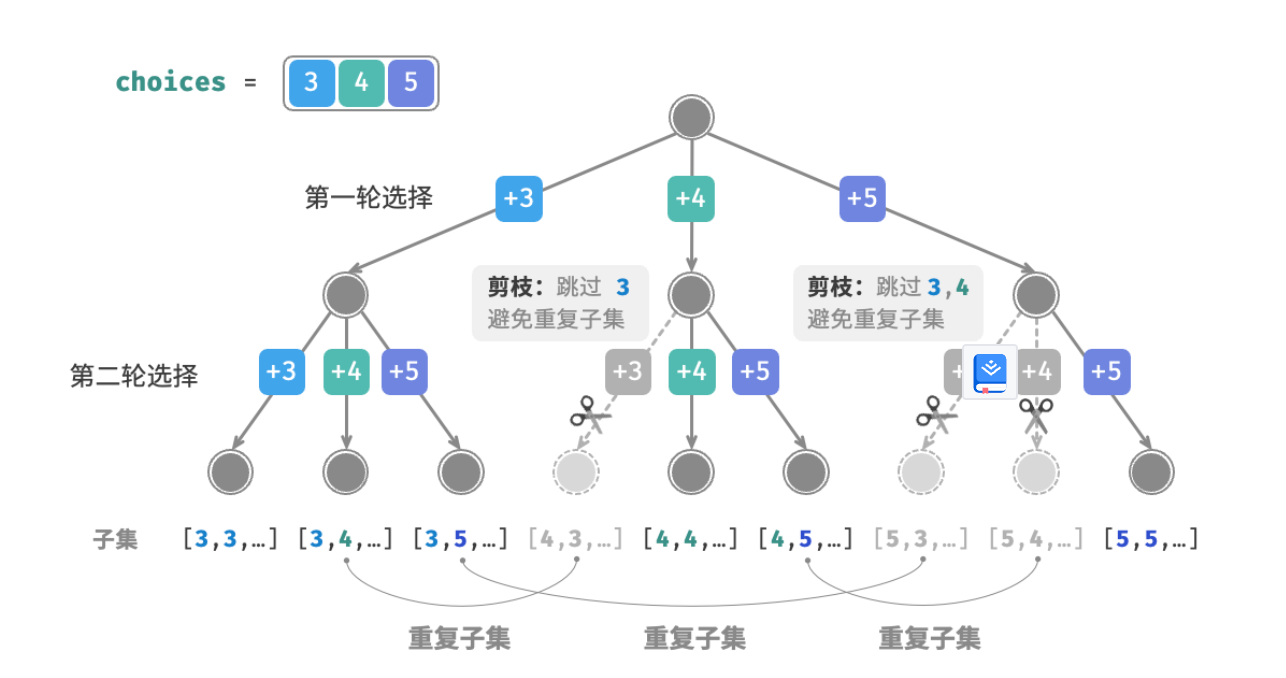 choices = 3 4 5
第一轮选择 +3 +4 +5
剪枝：跳过 3
避免重复子集
剪枝：跳过 3,4
避免重复子集
第二轮选择 +3 +4 +5 +3 +4 +5 + +4 +5
子集 [3,3,…] [3,4,…] [3,5,…] [4,3,…] [4,4,…] [4,5,…] [5,3,…] [5,4,…] [5,5,…]
重复子集 重复子集 重复子集